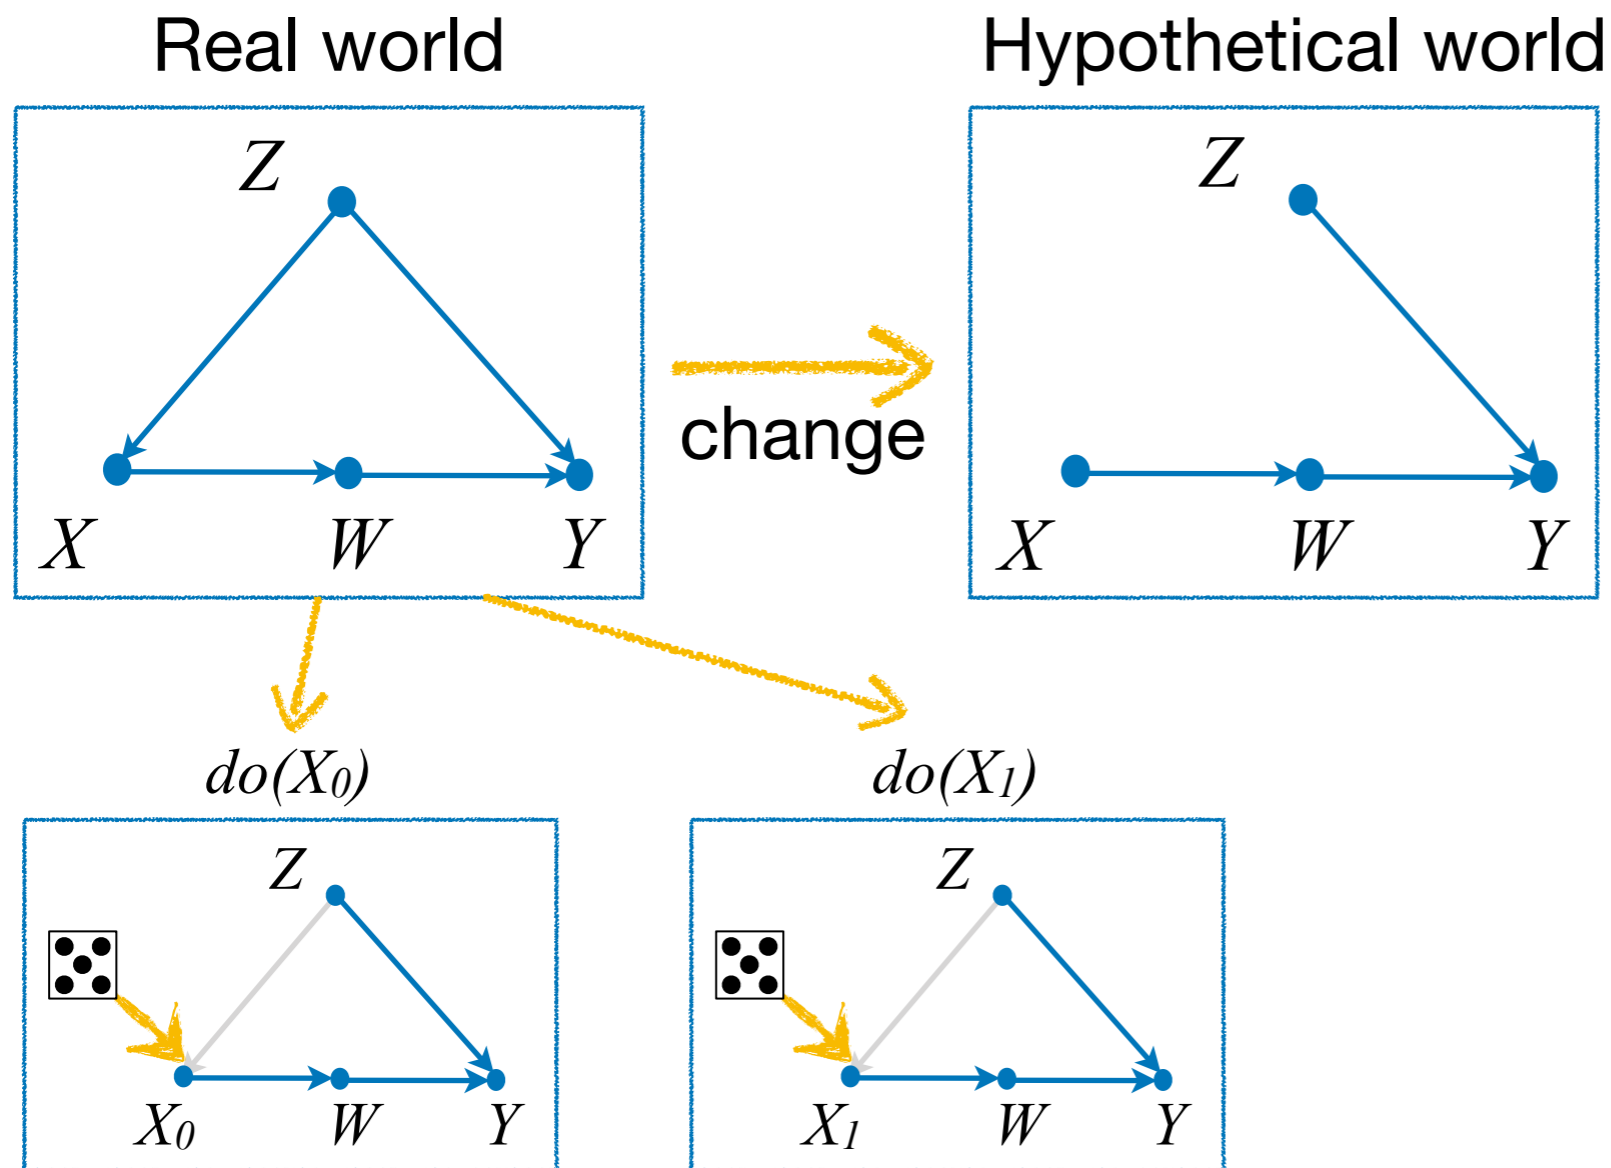 Real world
Hypothetical world
Z
X W Y
change
Z
X W Y
do(X₀)
do(X₁)
Z
X₀ W Y
Z
X₁ W Y